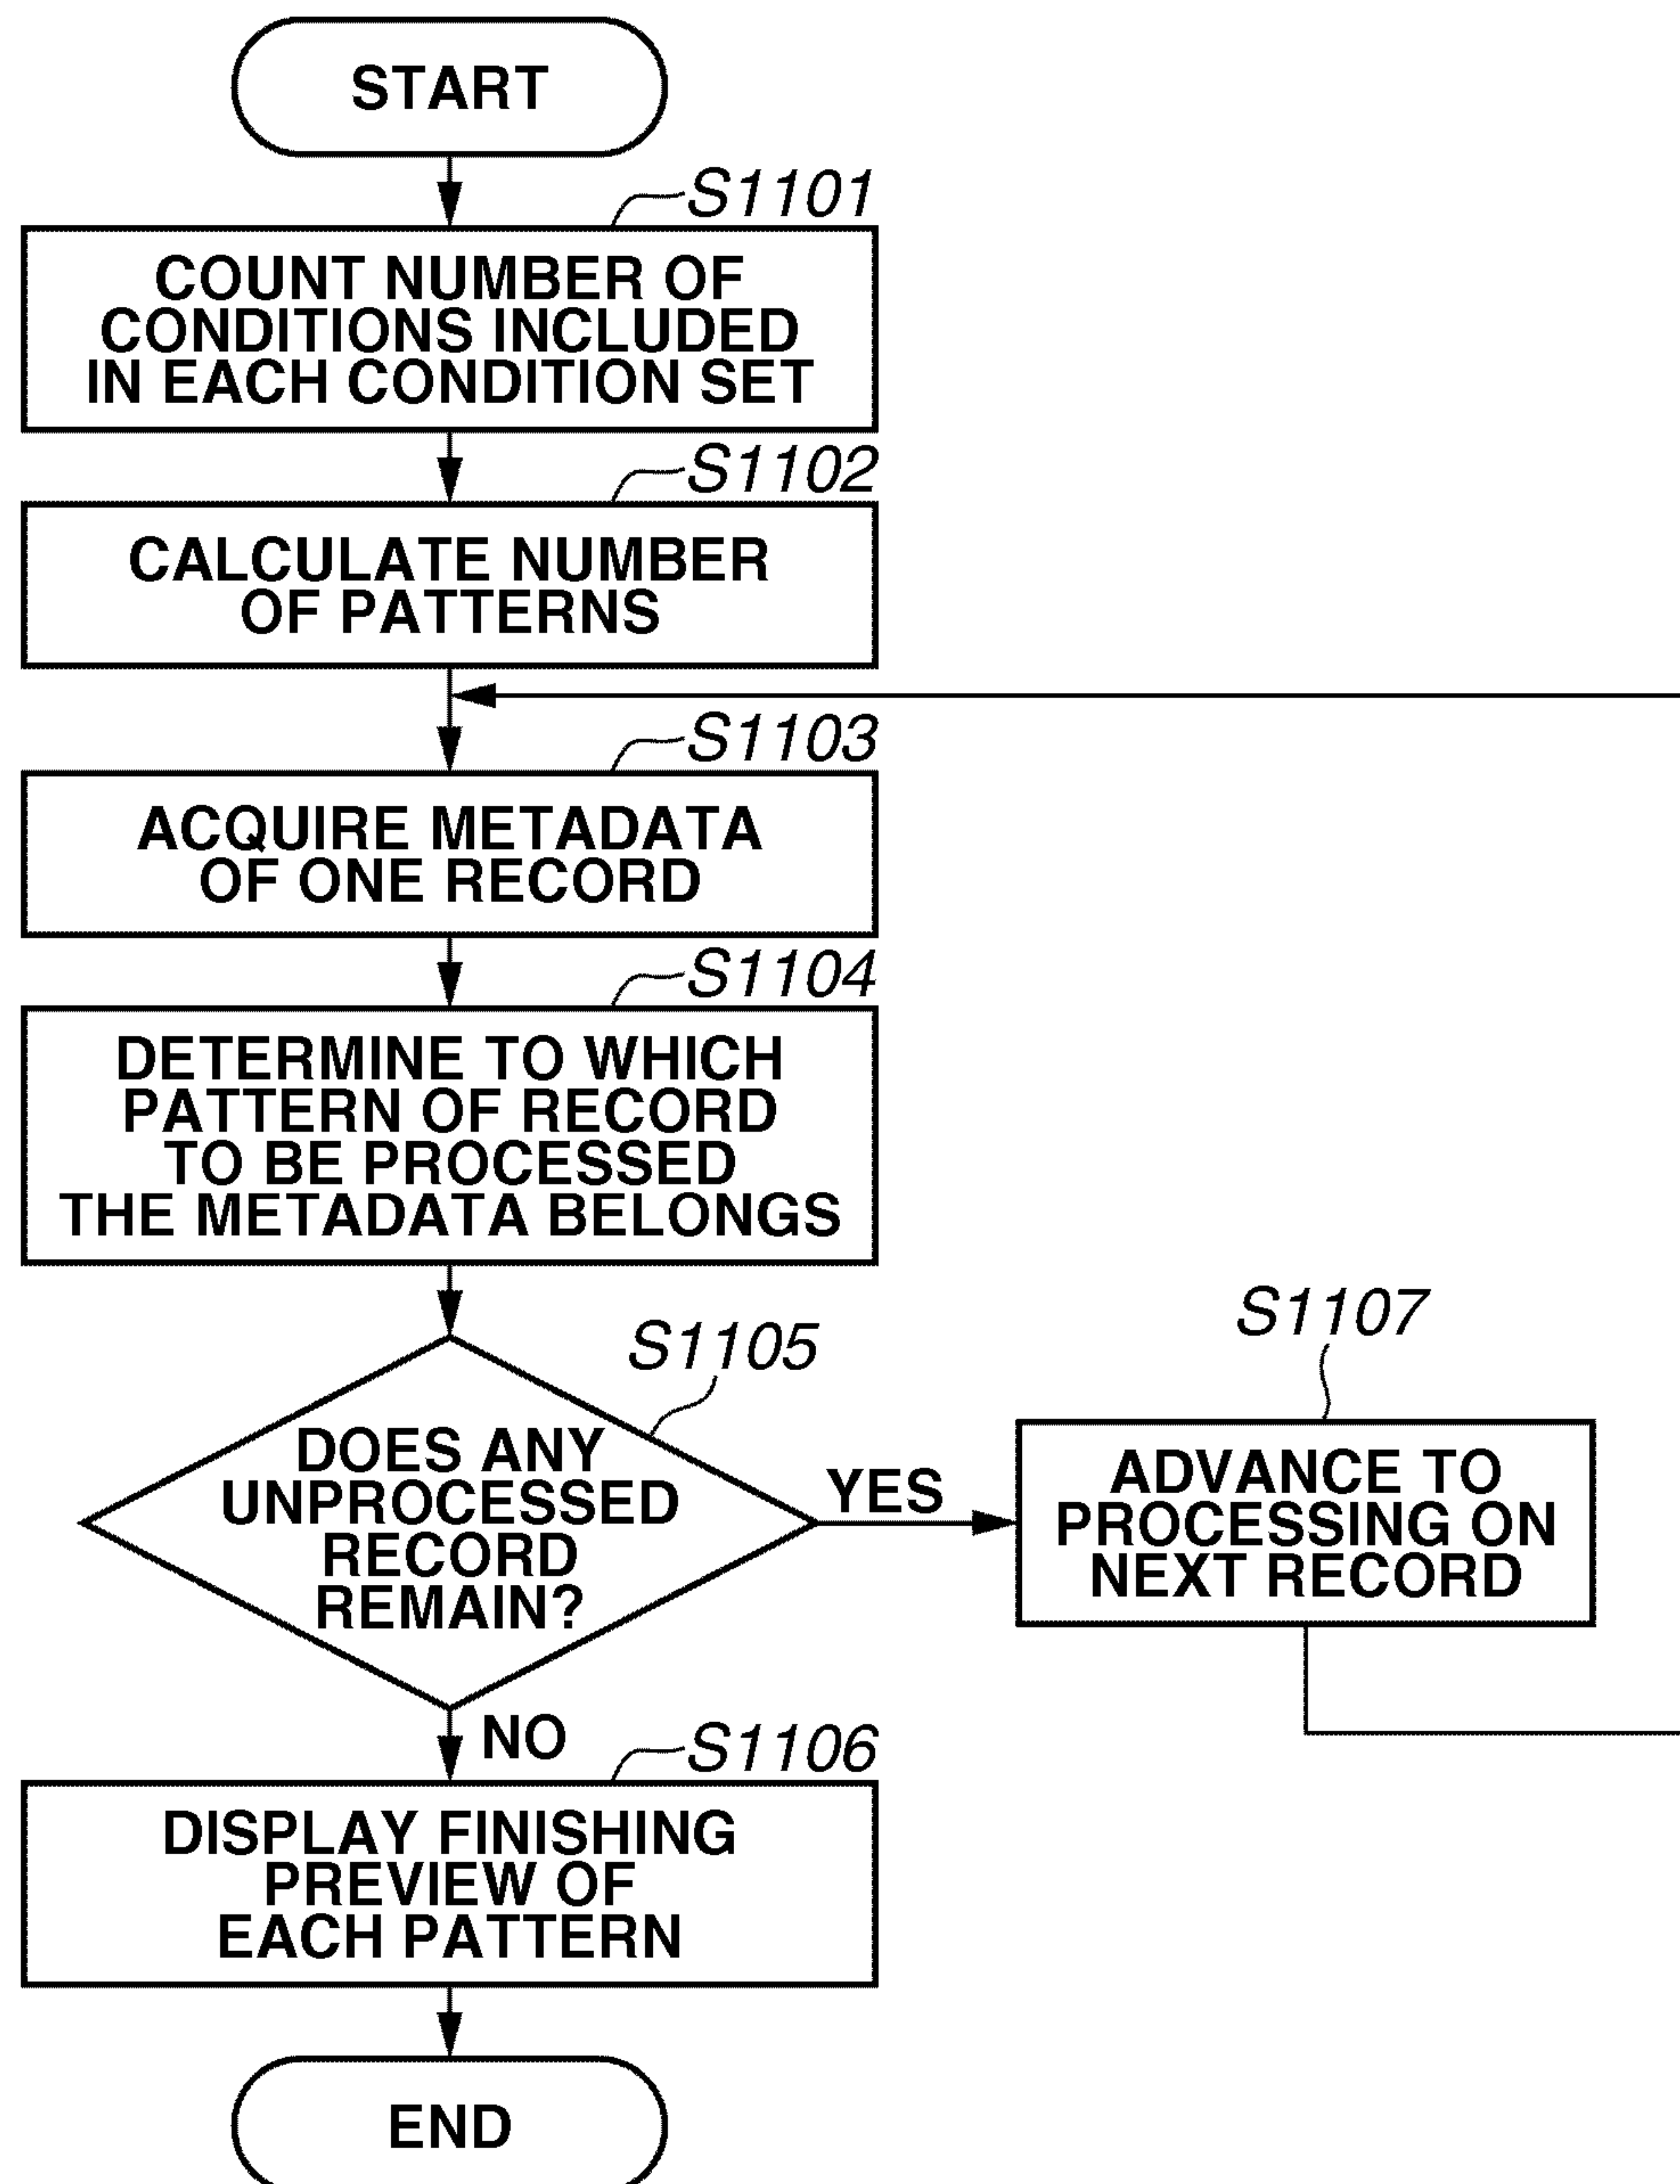 START
S1101
COUNT NUMBER OF
CONDITIONS INCLUDED
IN EACH CONDITION SET
S1102
CALCULATE NUMBER
OF PATTERNS
S1103
ACQUIRE METADATA
OF ONE RECORD
S1104
DETERMINE TO WHICH
PATTERN OF RECORD
TO BE PROCESSED
THE METADATA BELONGS
S1105
DOES ANY
UNPROCESSED
RECORD
REMAIN?
YES
S1107
ADVANCE TO
PROCESSING ON
NEXT RECORD
NO
S1106
DISPLAY FINISHING
PREVIEW OF
EACH PATTERN
END